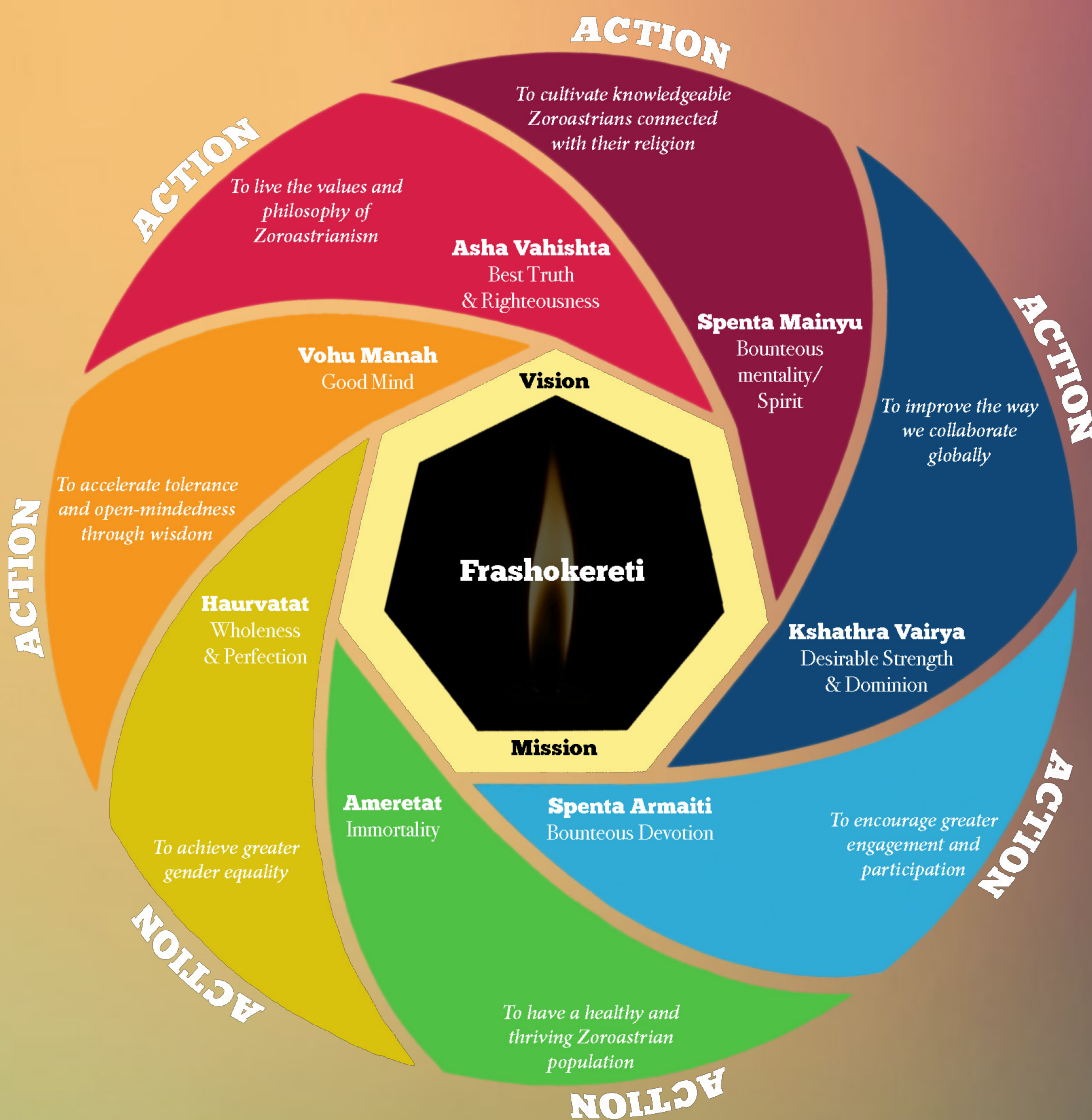 ACTION
To cultivate knowledgeable
Zoroastrians connected
with their religion
Spenta Mainyu
Bounteous
mentality/
Spirit
ACTION
To improve the way
we collaborate
globally
Kshathra Vairya
Desirable Strength
& Dominion
ACTION
To encourage greater
engagement and
participation
Spenta Armaiti
Bounteous Devotion
ACTION
To have a healthy and
thriving Zoroastrian
population
Ameretat
Immortality
ACTION
To achieve greater
gender equality
Haurvatat
Wholeness
& Perfection
ACTION
To accelerate tolerance
and open-mindedness
through wisdom
Vohu Manah
Good Mind
ACTION
To live the values and
philosophy of
Zoroastrianism
Asha Vahishta
Best Truth
& Righteousness
Vision
Frashokereti
Mission